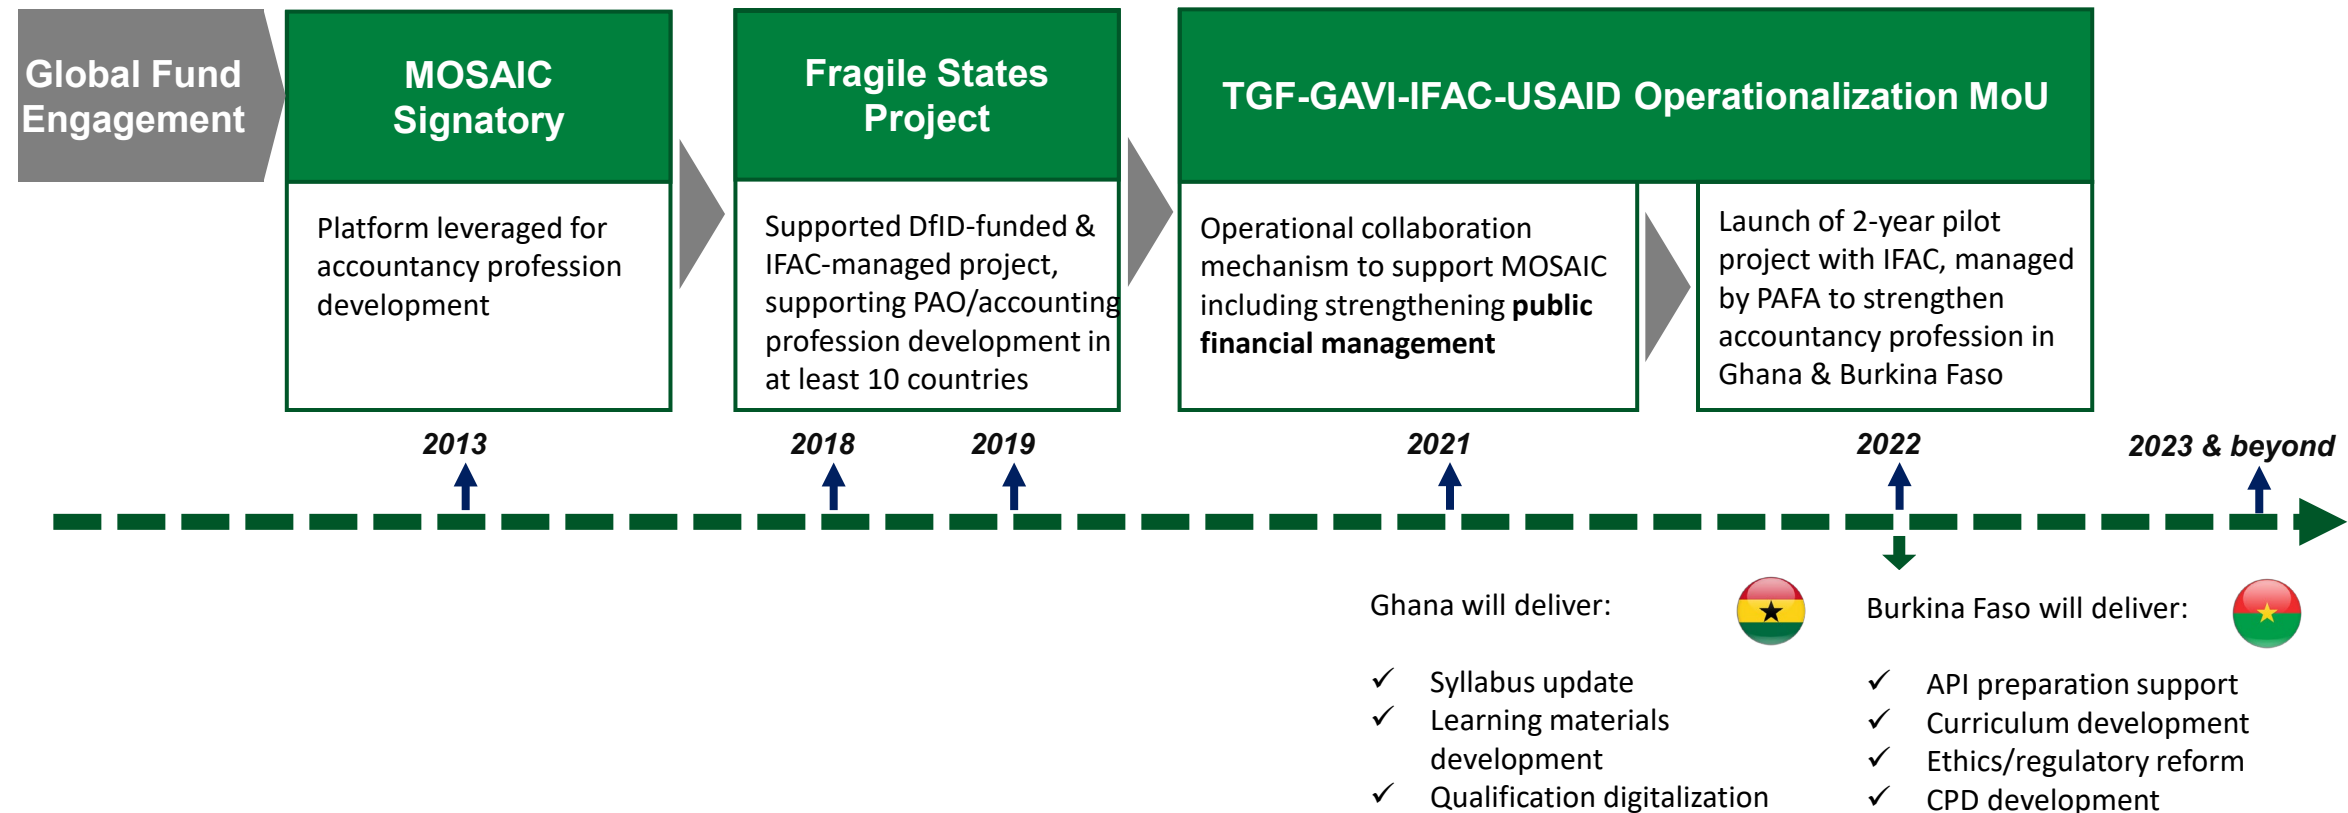 Global Fund
Engagement
MOSAIC
Signatory
Platform leveraged for
accountancy profession
development
Fragile States
Project
Supported DfID-funded &
IFAC-managed project,
supporting PAO/accounting
profession development in
at least 10 countries
TGF-GAVI-IFAC-USAID Operationalization MoU
Operational collaboration
mechanism to support MOSAIC
including strengthening public
financial management
Launch of 2-year pilot
project with IFAC, managed
by PAFA to strengthen
accountancy profession in
Ghana & Burkina Faso
2013
2018
2019
2021
2022
2023 & beyond
Ghana will deliver:
✓ Syllabus update
✓ Learning materials
development
✓ Qualification digitalization
Burkina Faso will deliver:
✓ API preparation support
✓ Curriculum development
✓ Ethics/regulatory reform
✓ CPD development